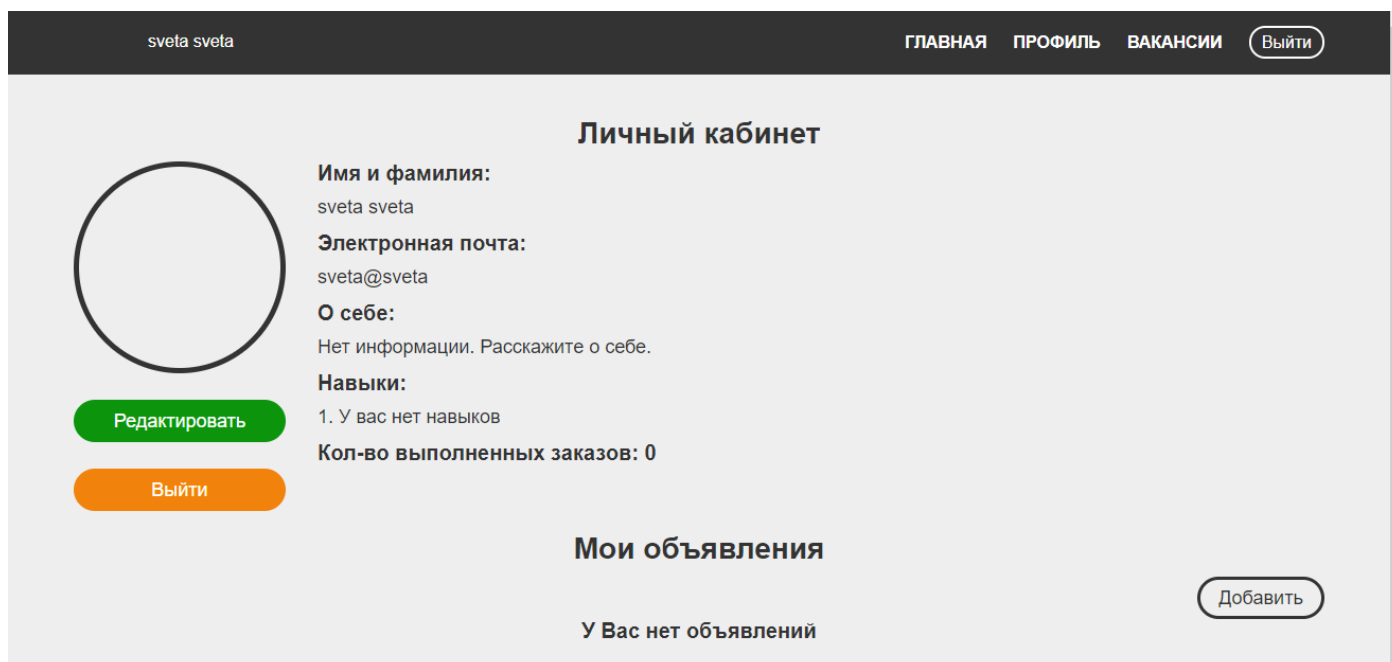 sveta sveta
ГЛАВНАЯ ПРОФИЛЬ ВАКАНСИИ Выйти
Личный кабинет
Имя и фамилия:
sveta sveta
Электронная почта:
sveta@sveta
О себе:
Нет информации. Расскажите о себе.
Навыки:
1. У вас нет навыков
Кол-во выполненных заказов: 0
Редактировать
Выйти
Мои объявления
Добавить
У Вас нет объявлений